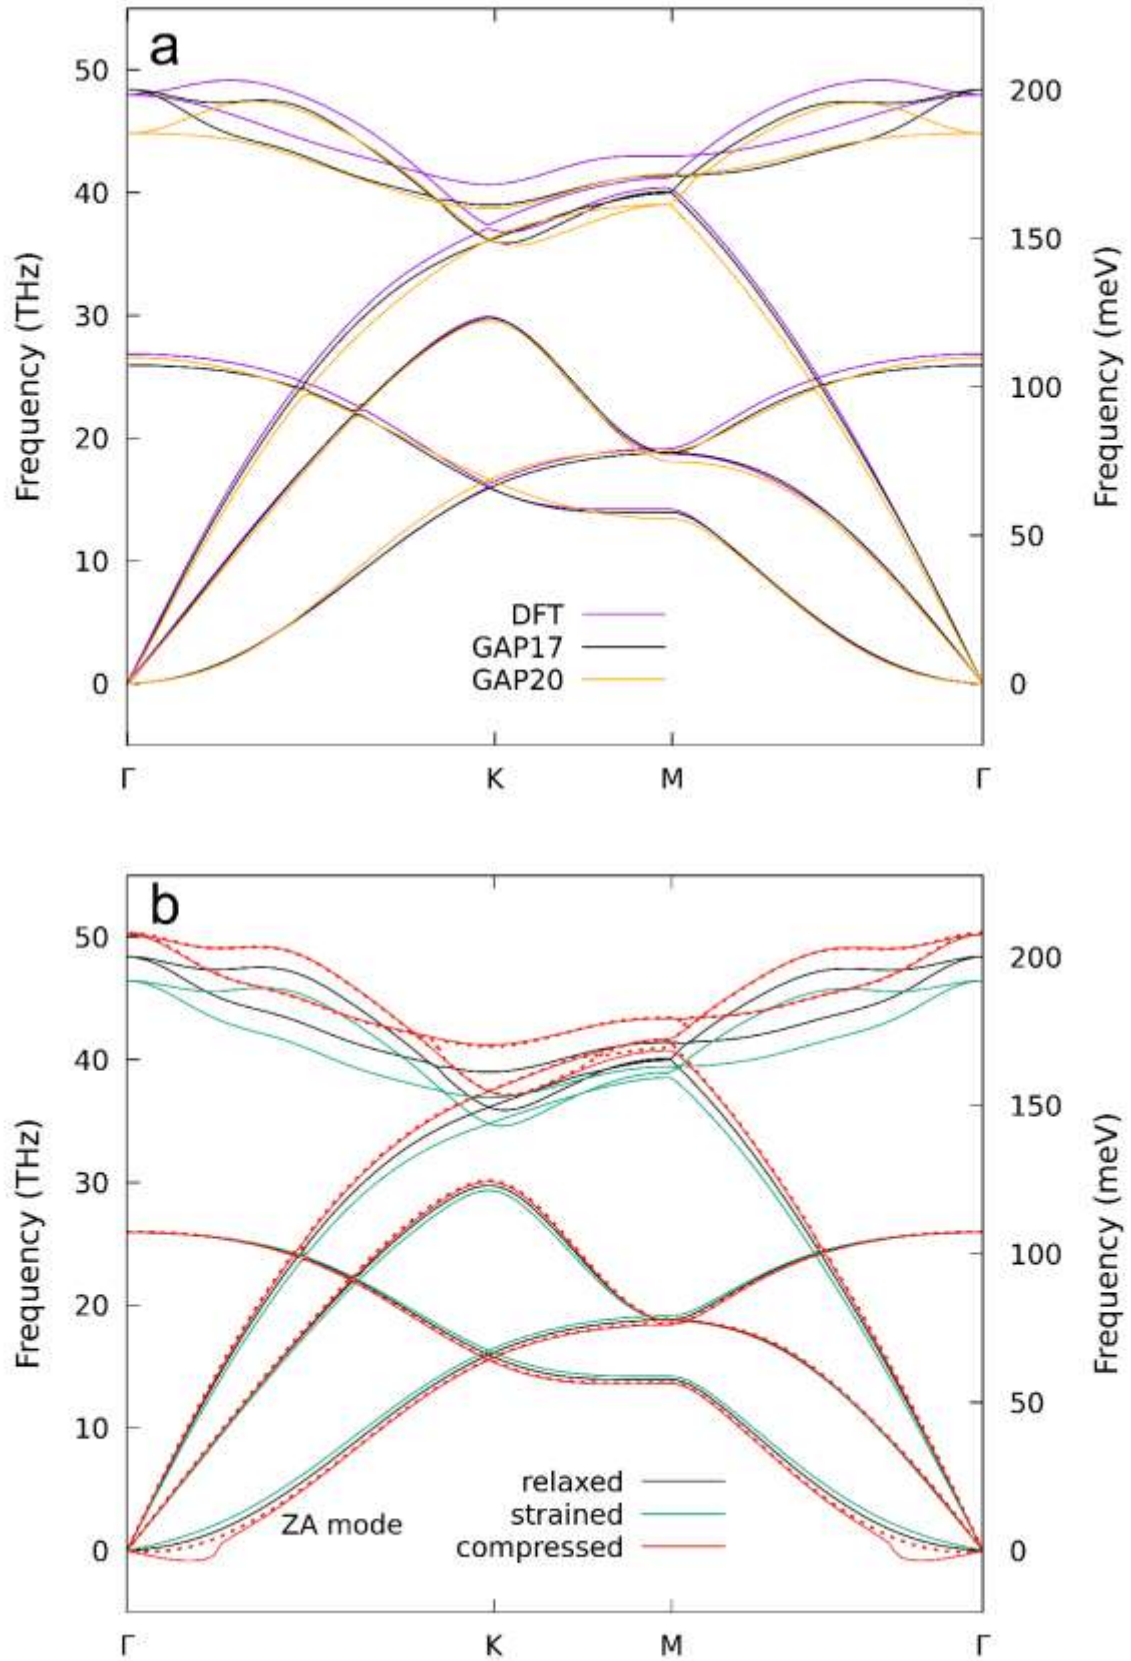 a
50
40
30
20
10
0
Frequency (THz)
200
150
100
50
0
Frequency (meV)
DFT
GAP17
GAP20
Γ K M Γ
b
50
40
30
20
10
0
Frequency (THz)
200
150
100
50
0
Frequency (meV)
ZA mode
relaxed
strained
compressed
Γ K M Γ